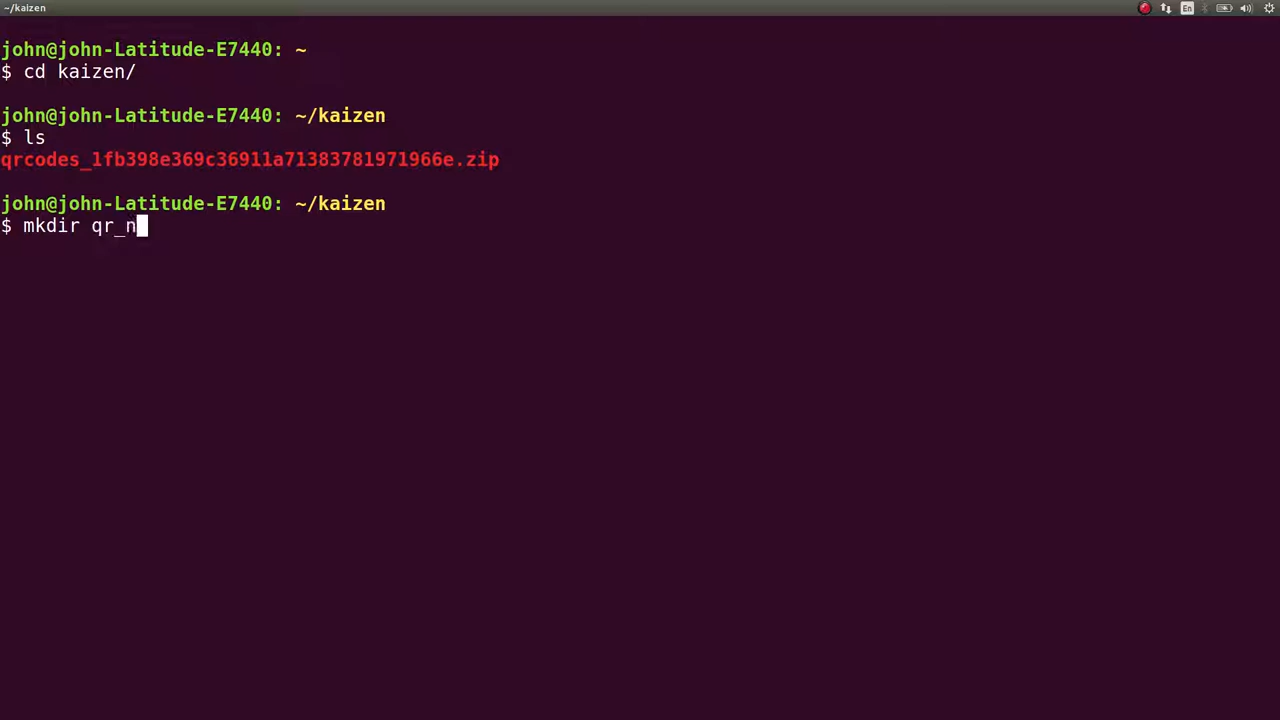 ~/kaizen
En
john@john-Latitude-E7440: ~
$ cd kaizen/
john@john-Latitude-E7440: ~/kaizen
$ ls
qrcodes_1fb398e369c36911a71383781971966e.zip
john@john-Latitude-E7440: ~/kaizen
$ mkdir qr_n